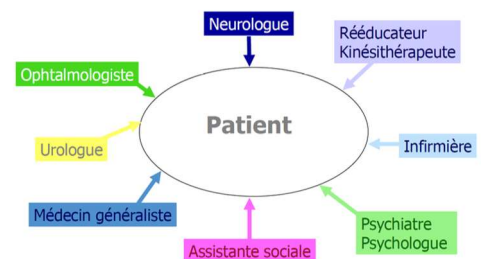 Neurologue
Rééducateur
Kinésithérapeute
Ophtalmologiste
Patient
Urologue
Infirmière
Médecin généraliste
Psychiatre
Psychologue
Assistante sociale